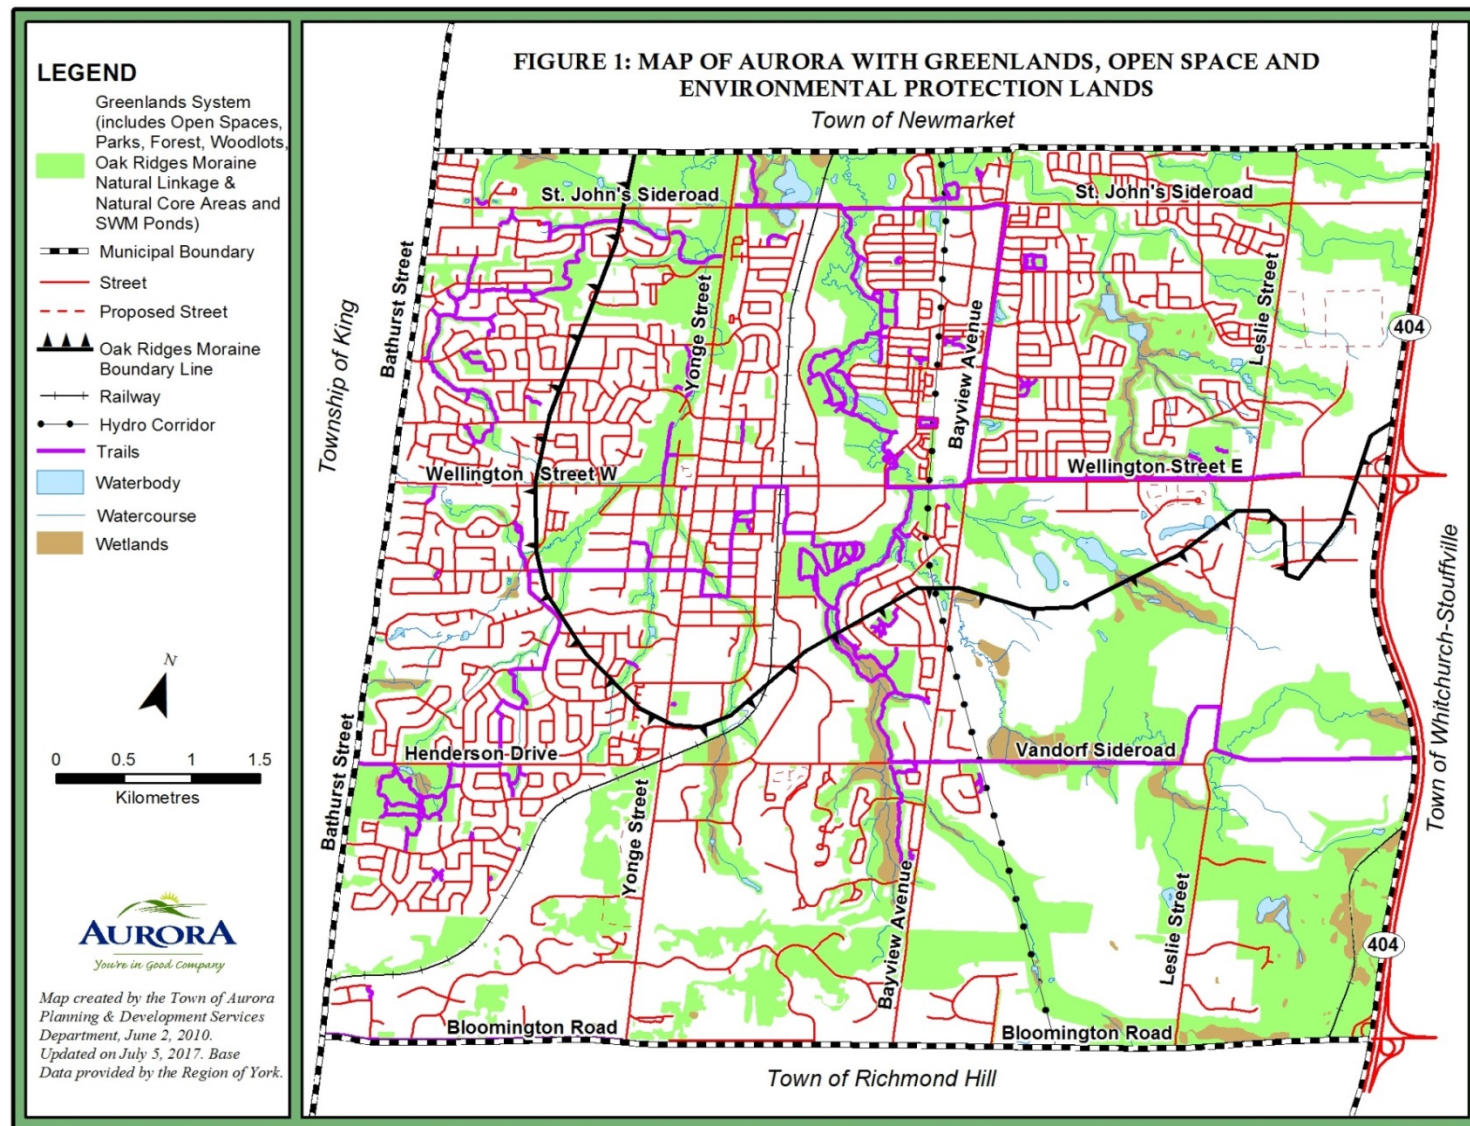 LEGEND
Greenlands System
(includes Open Spaces,
Parks, Forest, Woodlots,
Oak Ridges Moraine
Natural Linkage &
Natural Core Areas and
SWM Ponds)
Municipal Boundary
Street
Proposed Street
Oak Ridges Moraine
Boundary Line
Railway
Hydro Corridor
Trails
Waterbody
Watercourse
Wetlands
N
0 0.5 1 1.5
Kilometres
AURORA
You're in Good Company
Map created by the Town of Aurora
Planning & Development Services
Department, June 2, 2010.
Updated on July 5, 2017. Base
Data provided by the Region of York.
FIGURE 1: MAP OF AURORA WITH GREENLANDS, OPEN SPACE AND
ENVIRONMENTAL PROTECTION LANDS
Town of Newmarket
St. John's Sideroad
St. John's Sideroad
Bathurst Street
Township of King
Yonge Street
Bayview Avenue
Leslie Street
404
Wellington Street W
Wellington Street E
Town of Whitchurch-Stouffville
Bathurst Street
Henderson Drive
Vandorf Sideroad
Yonge Street
Bayview Avenue
Leslie Street
404
Bloomington Road
Bloomington Road
Town of Richmond Hill